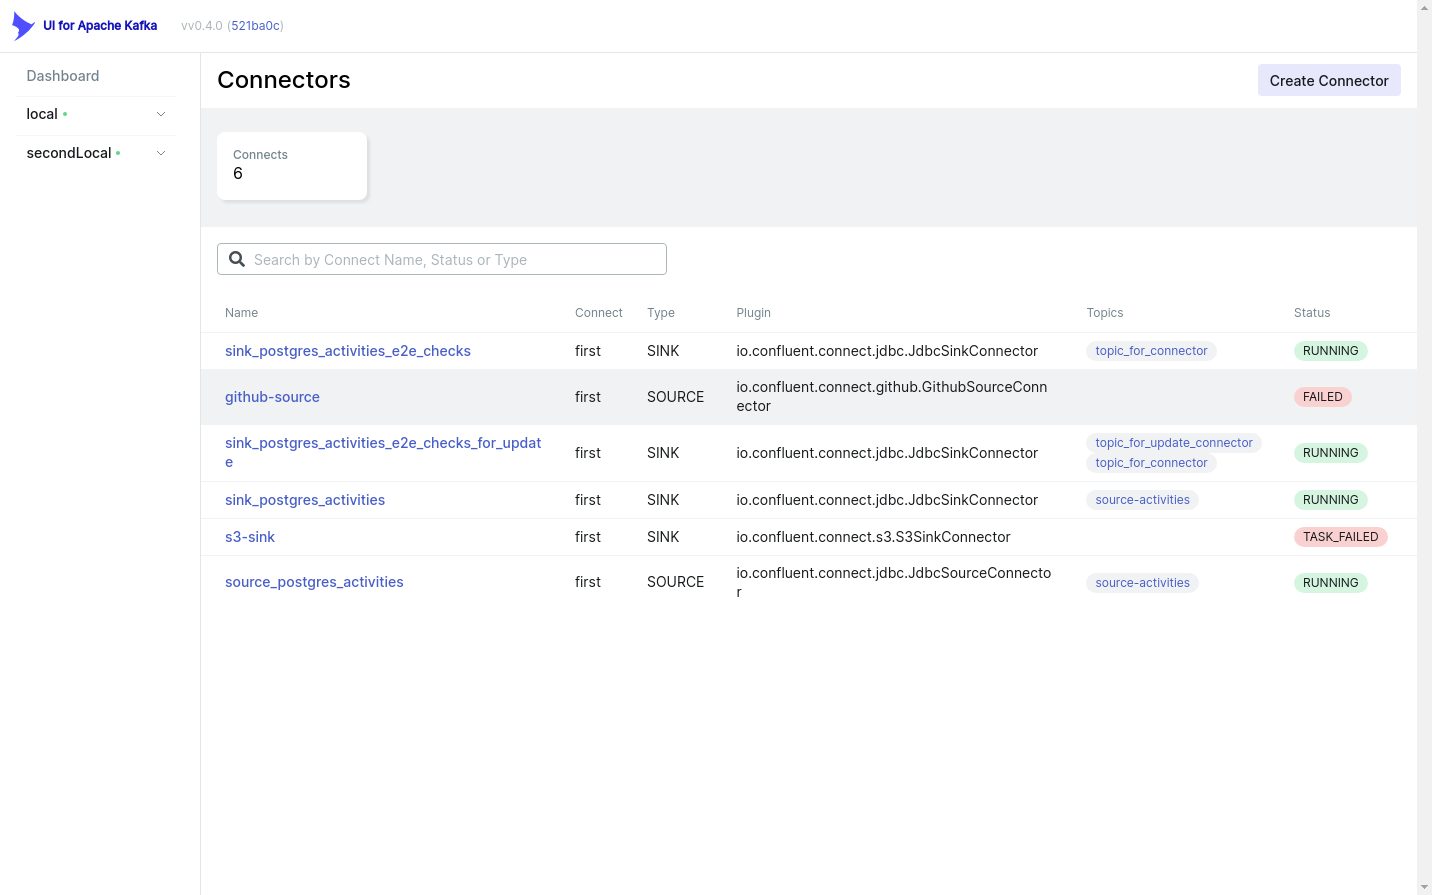 UI for Apache Kafka vv0.4.0 (521ba0c)
Dashboard
local
secondLocal
Connectors
Create Connector
Connects
6
Search by Connect Name, Status or Type
Name Connect Type Plugin Topics Status
sink_postgres_activities_e2e_checks first SINK io.confluent.connect.jdbc.JdbcSinkConnector topic_for_connector RUNNING
github-source first SOURCE io.confluent.connect.github.GithubSourceConn
ector FAILED
sink_postgres_activities_e2e_checks_for_updat
e first SINK io.confluent.connect.jdbc.JdbcSinkConnector topic_for_update_connector
topic_for_connector RUNNING
sink_postgres_activities first SINK io.confluent.connect.jdbc.JdbcSinkConnector source-activities RUNNING
s3-sink first SINK io.confluent.connect.s3.S3SinkConnector TASK_FAILED
source_postgres_activities first SOURCE io.confluent.connect.jdbc.JdbcSourceConnecto
r source-activities RUNNING